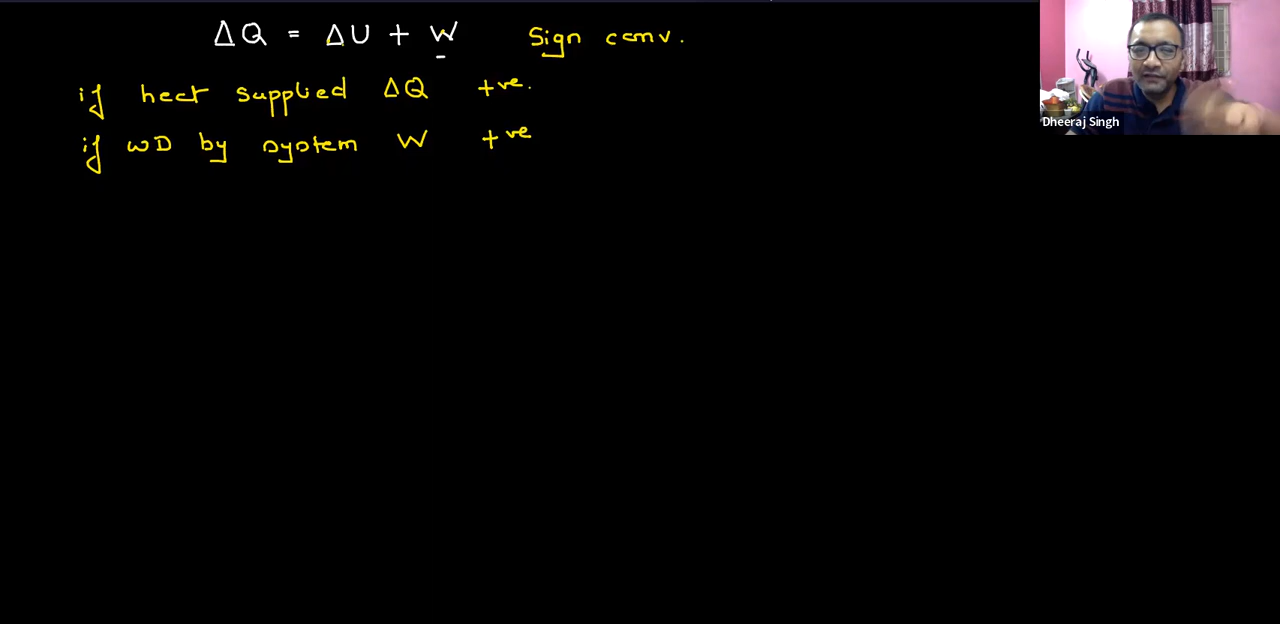 ΔQ = ΔU + W Sign conv.
if heat supplied ΔQ +ve.
if WD by system W +ve
Dheeraj Singh